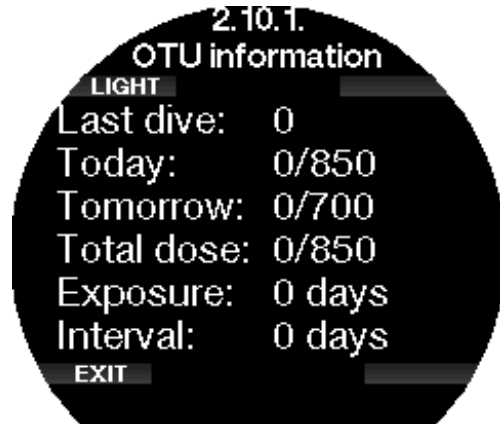 2.10.1.
OTU information
LIGHT
Last dive: 0
Today: 0/850
Tomorrow: 0/700
Total dose: 0/850
Exposure: 0 days
Interval: 0 days
EXIT